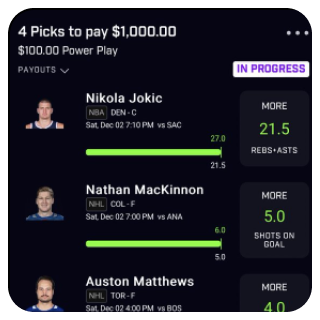 4 Picks to pay $1,000.00
$100.00 Power Play
PAYOUTS
IN PROGRESS
Nikola Jokic
NBA DEN - C
Sat, Dec 02 7:10 PM vs SAC
27.0
21.5
MORE
21.5
REBS+ASTS
Nathan MacKinnon
NHL COL - F
Sat, Dec 02 7:00 PM vs ANA
6.0
5.0
MORE
5.0
SHOTS ON
GOAL
Auston Matthews
NHL TOR - F
Sat, Dec 02 4:00 PM vs BOS
MORE
4.0